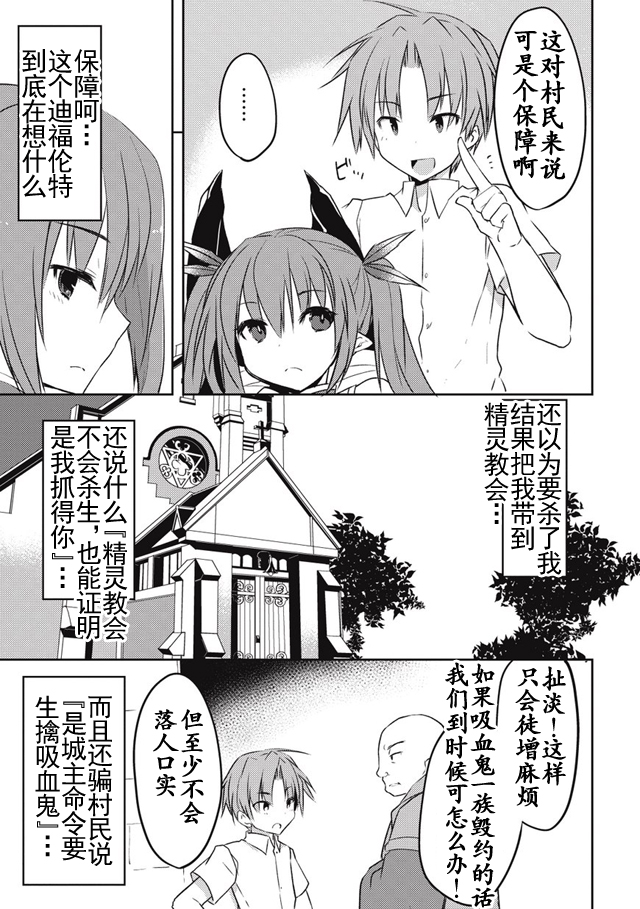 这对村民来说
可是个保障啊
……
ビッ
保障呵…
这个迪福伦特
到底在想什么
还以为要杀了我
结果把我带到
精灵教会…
还说什么『精灵教会
不会杀生，也能证明
是我抓得你』…
扯淡！这样
只会徒增麻烦
如果吸血鬼一族毁约的话
我们到时候可怎么办！
但至少不会
落人口实
而且还骗村民说
『是城主命令要
生擒吸血鬼』…